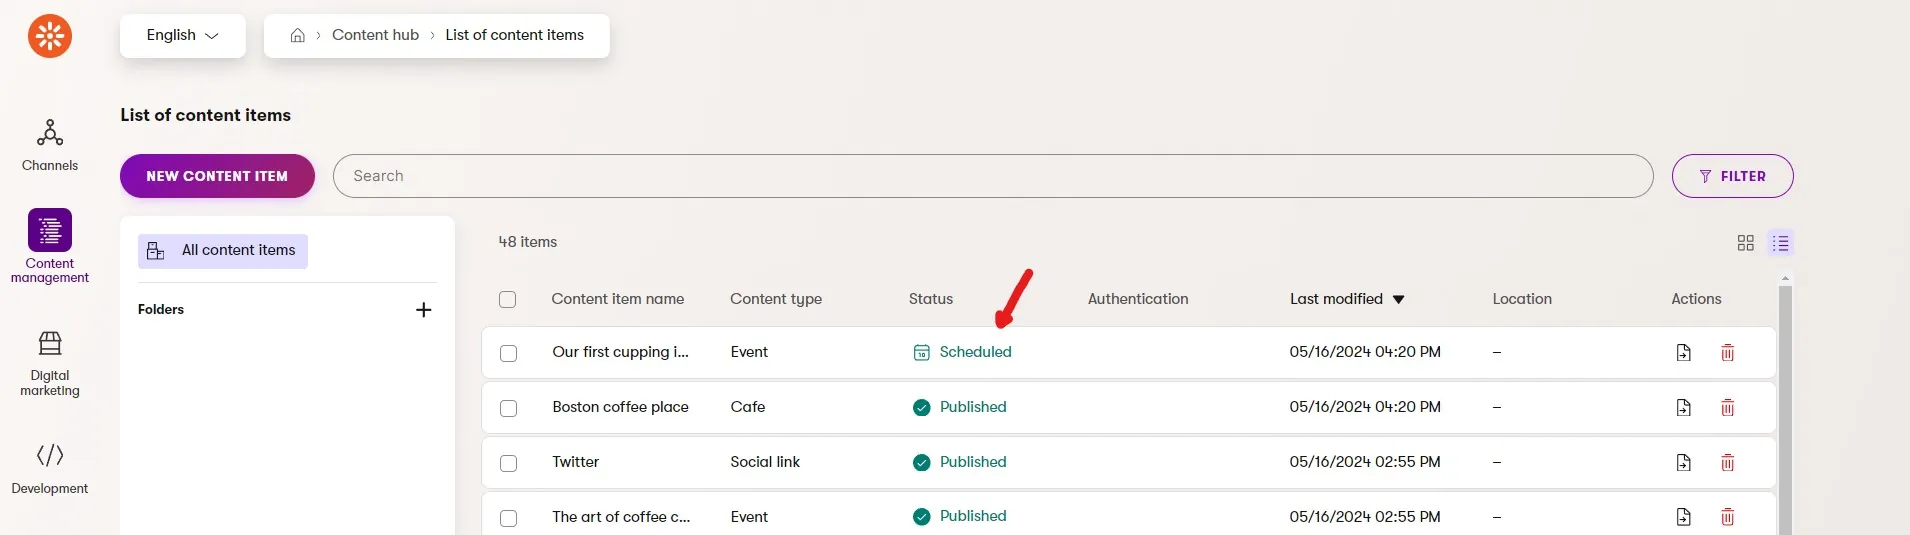 English
Content hub
List of content items
List of content items
Channels
NEW CONTENT ITEM
Search
FILTER
Content management
All content items
48 items
Folders
Content item name Content type Status Authentication Last modified Location Actions
Our first cupping i... Event Scheduled 05/16/2024 04:20 PM –
Boston coffee place Cafe Published 05/16/2024 04:20 PM –
Digital marketing
Twitter Social link Published 05/16/2024 02:55 PM –
Development
The art of coffee c... Event Published 05/16/2024 02:55 PM –